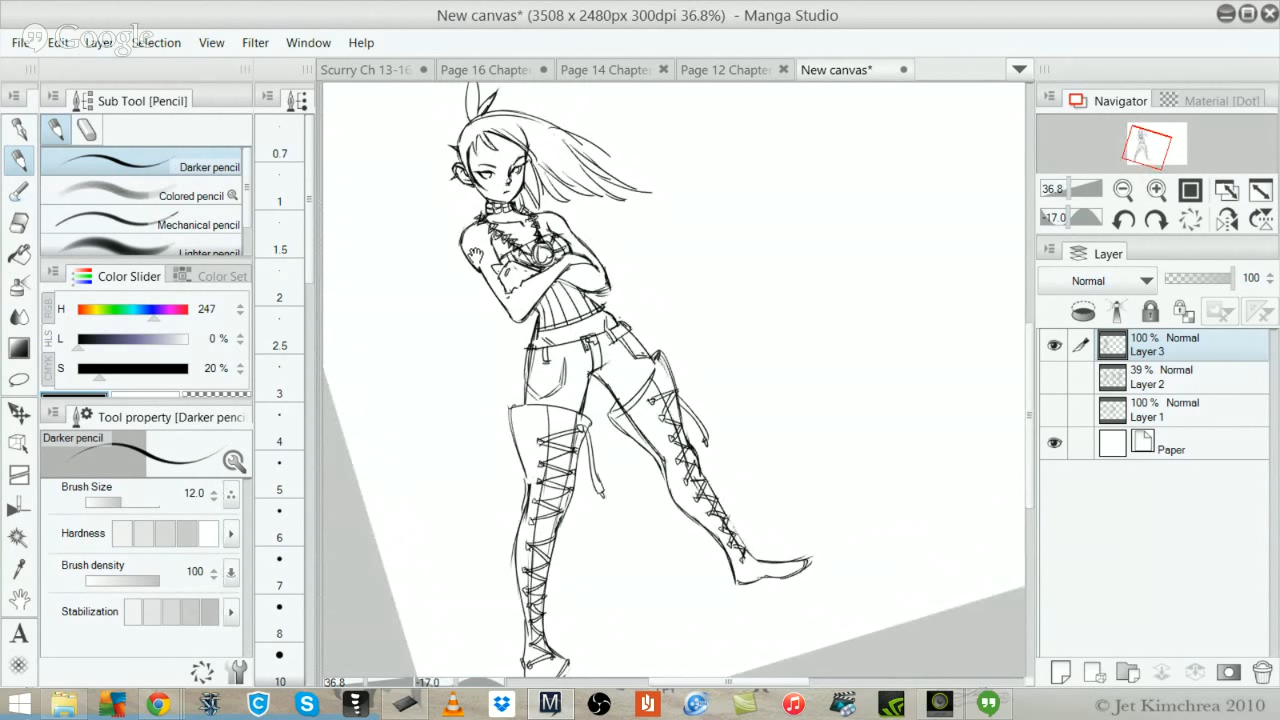 New canvas* (3508 x 2480px 300dpi 36.8%) - Manga Studio
File Edit Layer Selection View Filter Window Help
Google
Scurry Ch 13-16 Page 16 Chapte Page 14 Chapte Page 12 Chapte New canvas*
Sub Tool [Pencil]
Darker pencil
Colored pencil
Mechanical pencil
Lighter pencil
Color Slider Color Set
RGB
HLS
CMYK
H 247
L 0 %
S 20 %
Tool property [Darker penci
Darker pencil
Brush Size 12.0
Hardness
Brush density 100
Stabilization
0.7
1
1.5
2
2.5
3
4
5
6
7
8
10
36.8 -17.0
Navigator Material [Dot]
36.8
-17.0
Layer
Normal 100
100 % Normal
Layer 3
39 % Normal
Layer 2
100 % Normal
Layer 1
Paper
A
© Jet Kimchrea 2010